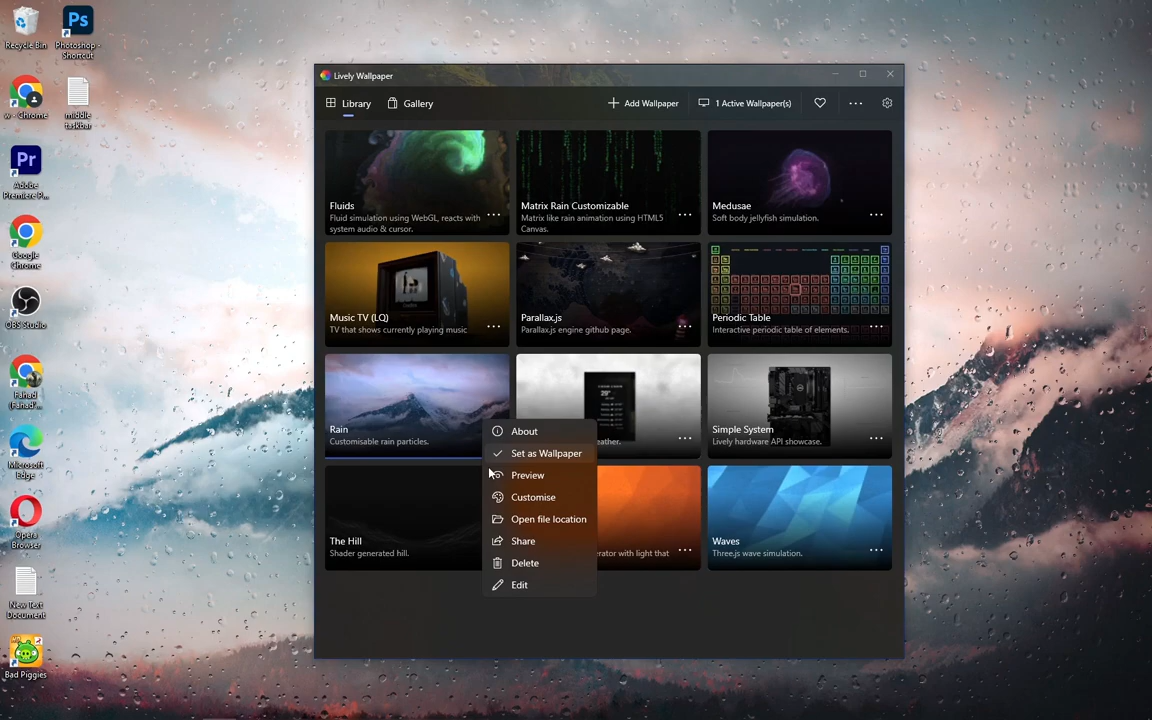 Recycle Bin
Photoshop -
Shortcut
w - Chrome
middle
taskbar
Adobe
Premiere P...
Google
Chrome
OBS Studio
Fahad
(Fahad'...
Microsoft
Edge
Opera
Browser
New Text
Document
Bad Piggies
Ps
Pr
Lively Wallpaper
Library
Gallery
Add Wallpaper
1 Active Wallpaper(s)
Fluids
Fluid simulation using WebGL, reacts with
system audio & cursor.
Matrix Rain Customizable
Matrix like rain animation using HTML5
Canvas.
Medusae
Soft body jellyfish simulation.
Music TV (LQ)
TV that shows currently playing music
Parallax.js
Parallax.js engine github page.
Periodic Table
Interactive periodic table of elements.
Rain
Customisable rain particles.
29°
eather.
Simple System
Lively hardware API showcase.
The Hill
Shader generated hill.
erator with light that
Waves
Three.js wave simulation.
About
Set as Wallpaper
Preview
Customise
Open file location
Share
Delete
Edit